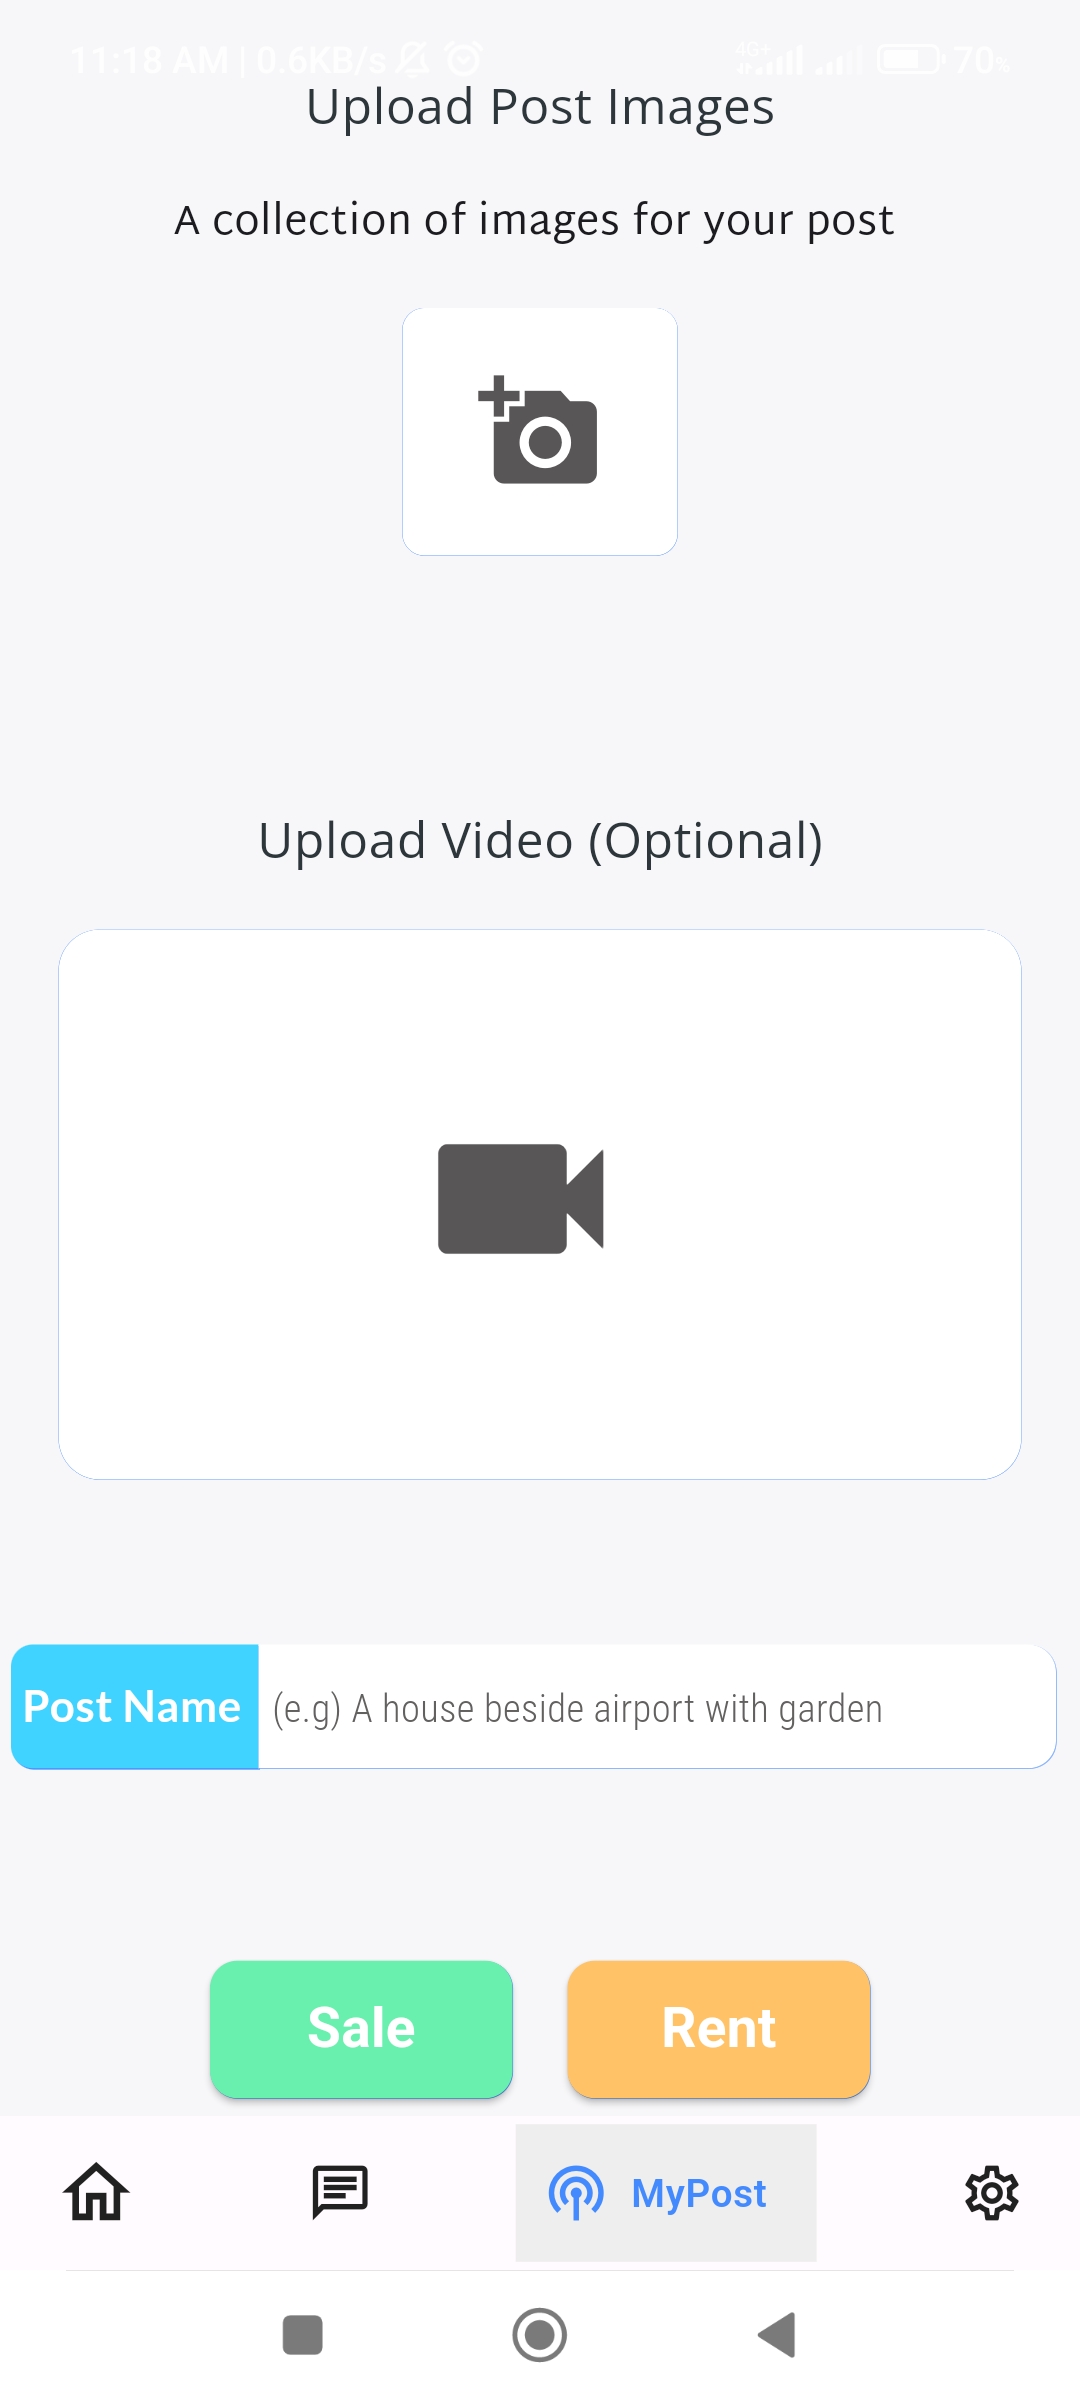 11:18 AM | 0.6KB/s 4G+ 70%
Upload Post Images
A collection of images for your post
Upload Video (Optional)
Post Name (e.g) A house beside airport with garden
Sale Rent
MyPost